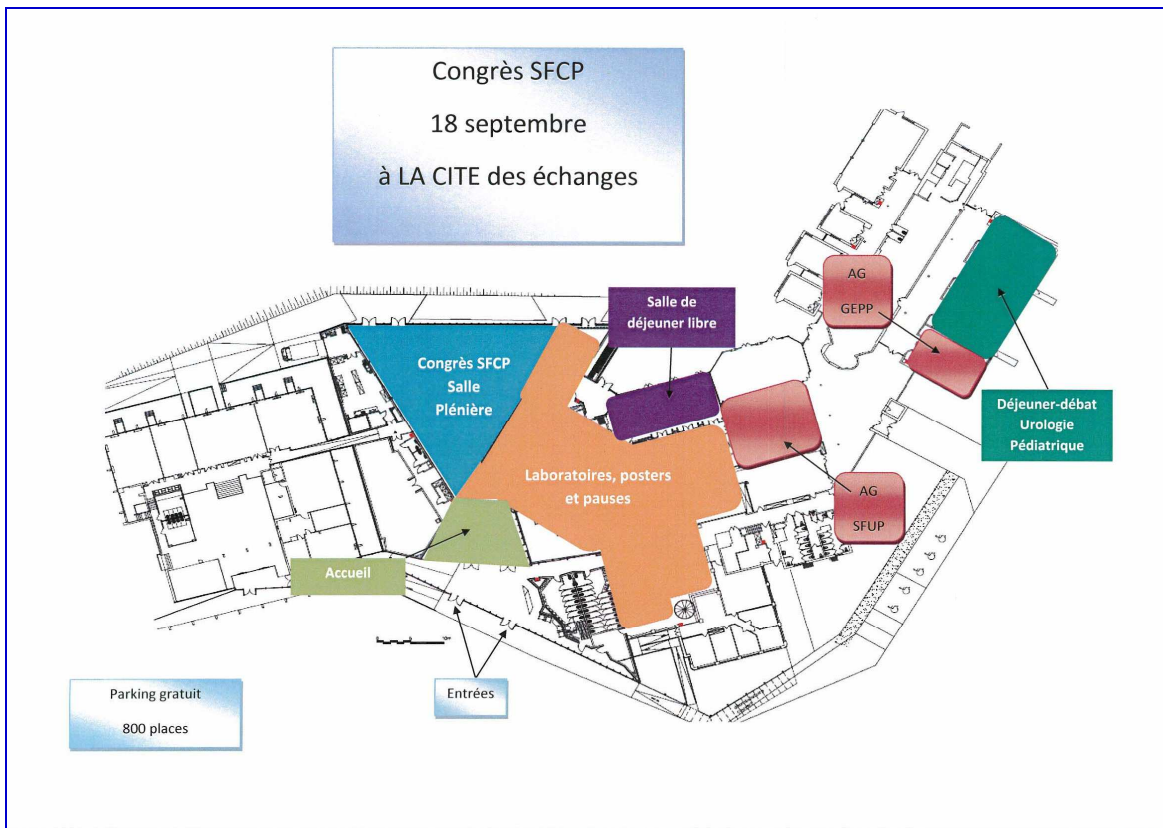 Congrès SFCP
18 septembre
à LA CITE des échanges
AG
GEPP
Salle de
déjeuner libre
Congrès SFCP
Salle
Plénière
Déjeuner-débat
Urologie
Pédiatrique
Laboratoires, posters
et pauses
AG
SFUP
Accueil
Entrées
Parking gratuit
800 places